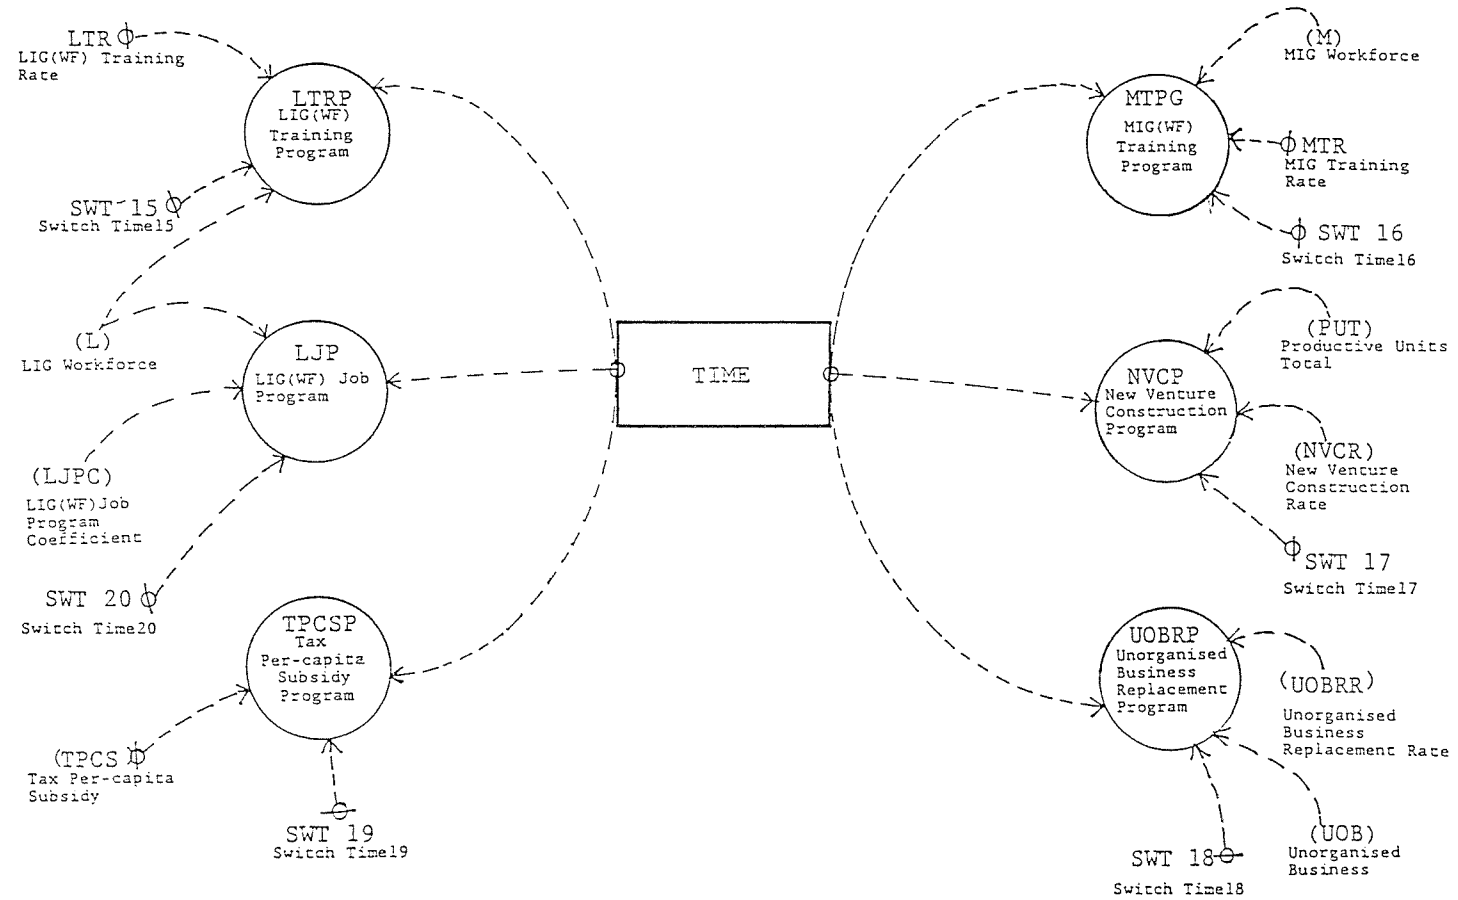 LTR
LIG(WF) Training
Rate
LTRP
LIG(WF)
Training
Program
SWT 15
Switch Time15
(L)
LIG Workforce
LJP
LIG(WF) Job
Program
(LJPC)
LIG(WF)Job
Program
Coefficient
SWT 20
Switch Time20
TPCSP
Tax
Per-capita
Subsidy
Program
(TPCS
Tax Per-capita
Subsidy
SWT 19
Switch Time19
TIME
(M)
MIG Workforce
MTPG
MIG(WF)
Training
Program
MTR
MIG Training
Rate
SWT 16
Switch Time16
(PUT)
Productive Units
Total
NVCP
New Venture
Construction
Program
(NVCR)
New Venture
Construction
Rate
SWT 17
Switch Time17
UOBRP
Unorganised
Business
Replacement
Program
(UOBRR)
Unorganised
Business
Replacement Rate
(UOB)
Unorganised
Business
SWT 18
Switch Time18